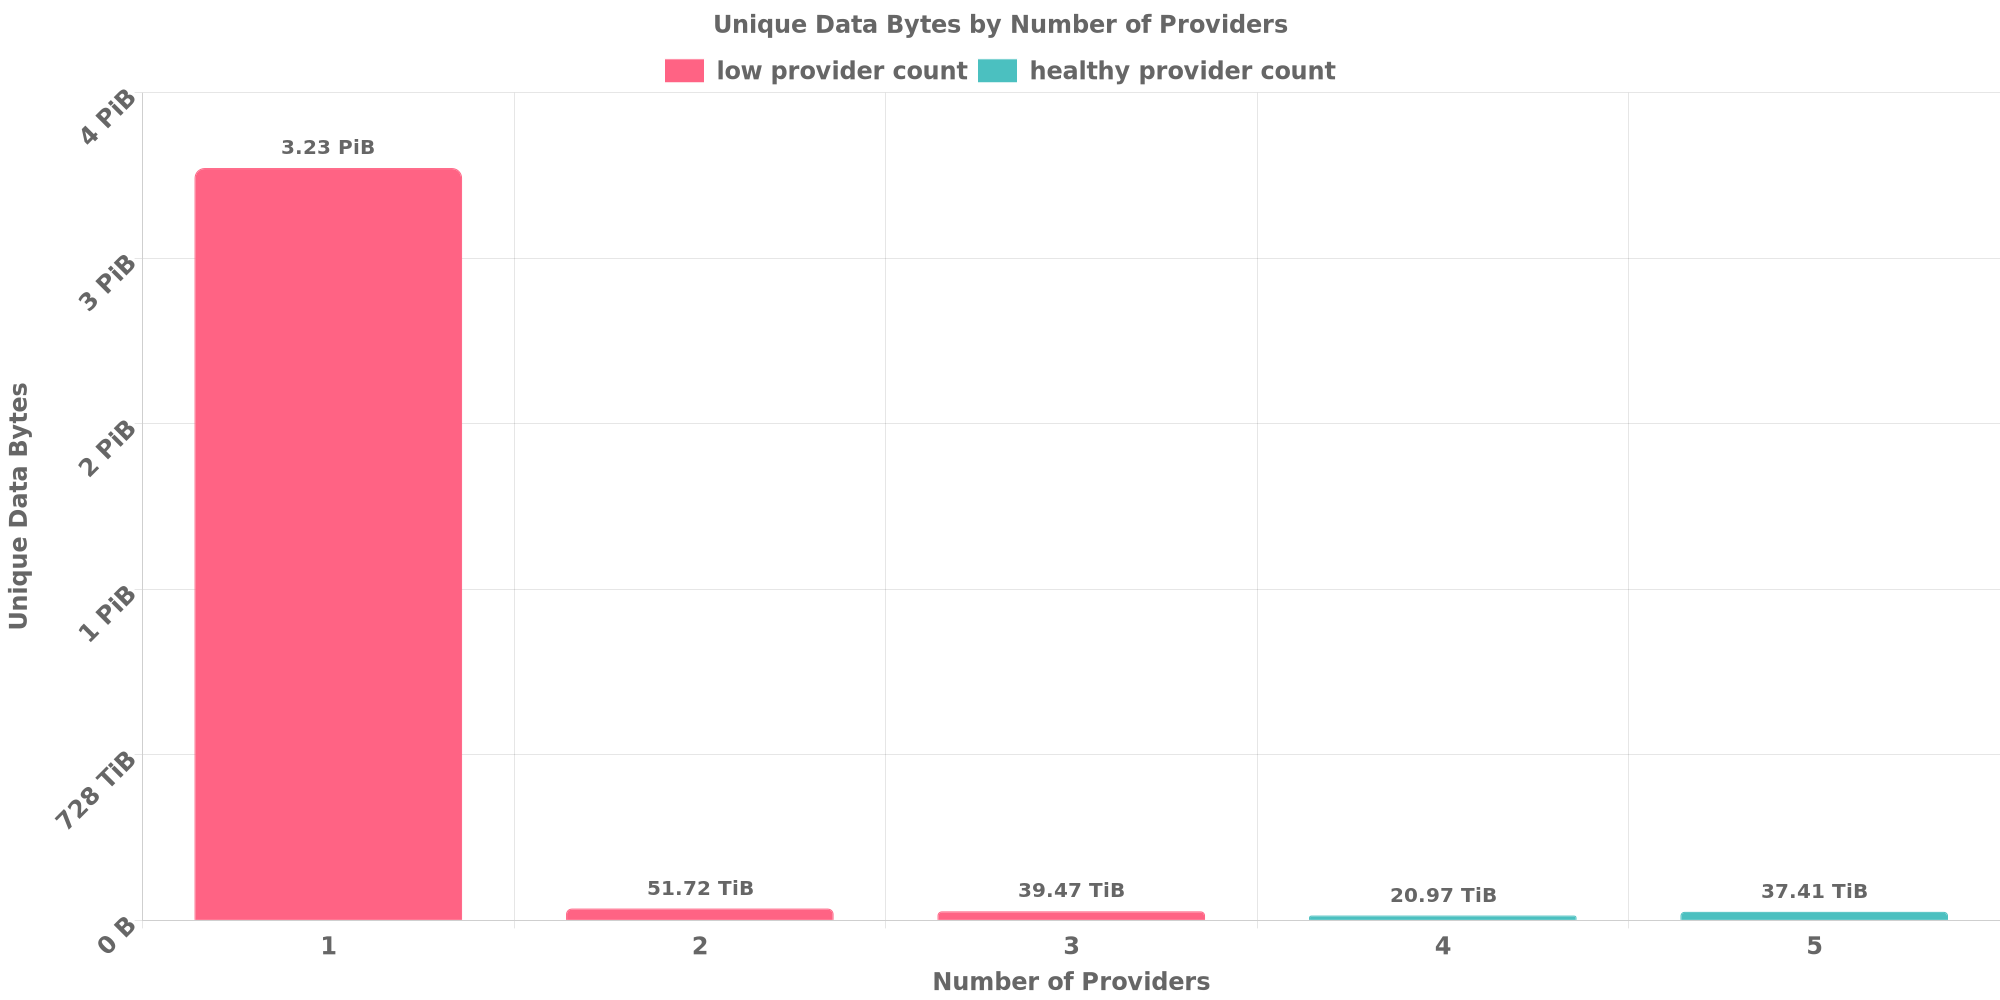 Unique Data Bytes by Number of Providers
low provider count
healthy provider count
4 PiB
3 PiB
2 PiB
1 PiB
728 TiB
0 B
Unique Data Bytes
3.23 PiB
51.72 TiB
39.47 TiB
20.97 TiB
37.41 TiB
1
2
3
4
5
Number of Providers